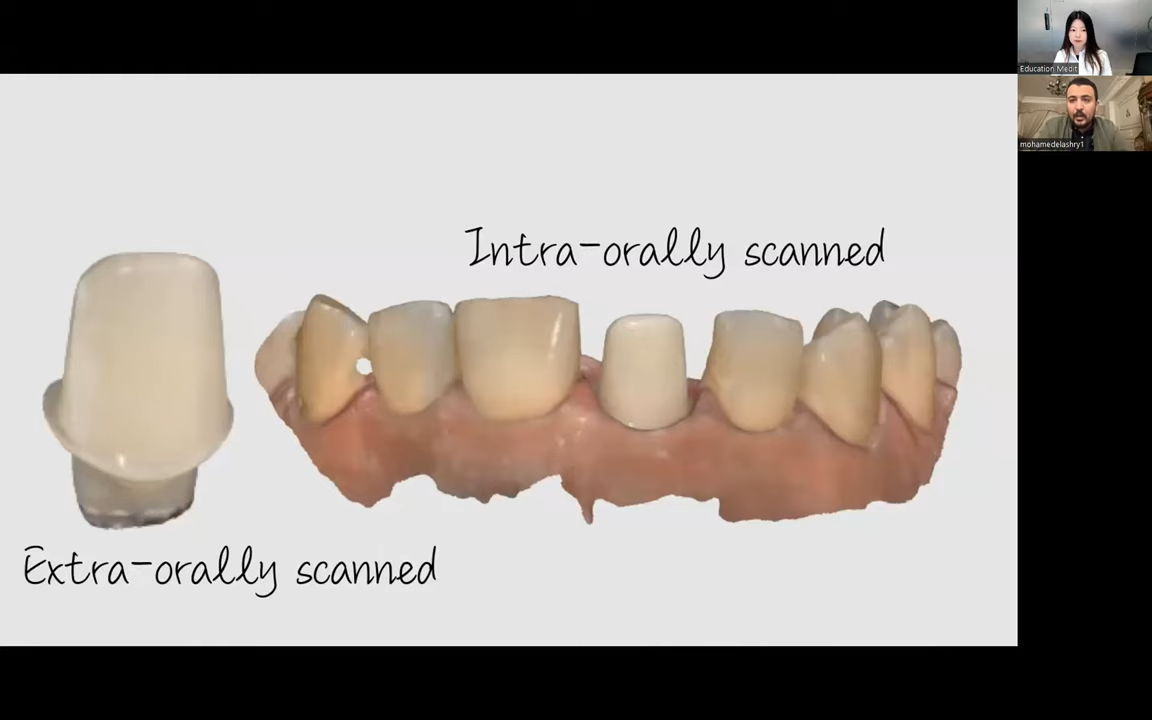 Education Medit
mohamedelashry1
Intra-orally scanned
Extra-orally scanned